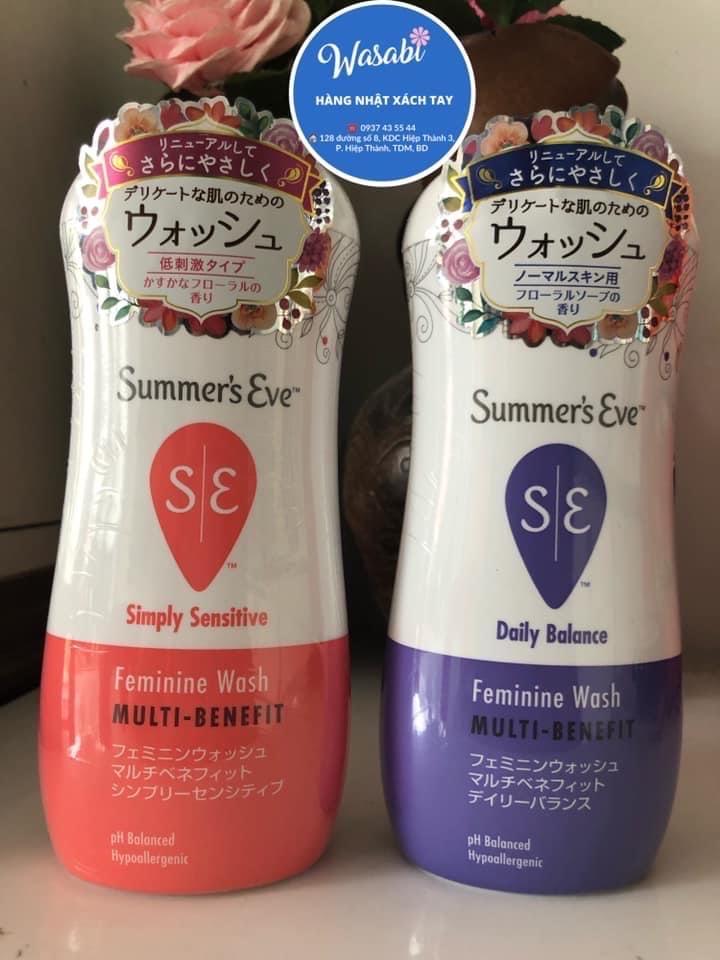 Wasabi
HÀNG NHẬT XÁCH TAY
0937 43 55 44
128 đường số 8, KDC Hiệp Thành 3,
P. Hiệp Thành, TDM, BD
リニューアルして
さらにやさしく
デリケートな肌のための
ウォッシュ
低刺激タイプ
かすかなフローラルの
香り
Summer's Eve™
S|E
™
Simply Sensitive
Feminine Wash
MULTI-BENEFIT
フェミニンウォッシュ
マルチベネフィット
シンプリーセンシティブ
pH Balanced
Hypoallergenic
リニューアルして
さらにやさしく
デリケートな肌のための
ウォッシュ
ノーマルスキン用
フローラルソープの
香り
Summer's Eve™
S|E
™
Daily Balance
Feminine Wash
MULTI-BENEFIT
フェミニンウォッシュ
マルチベネフィット
デイリーバランス
pH Balanced
Hypoallergenic